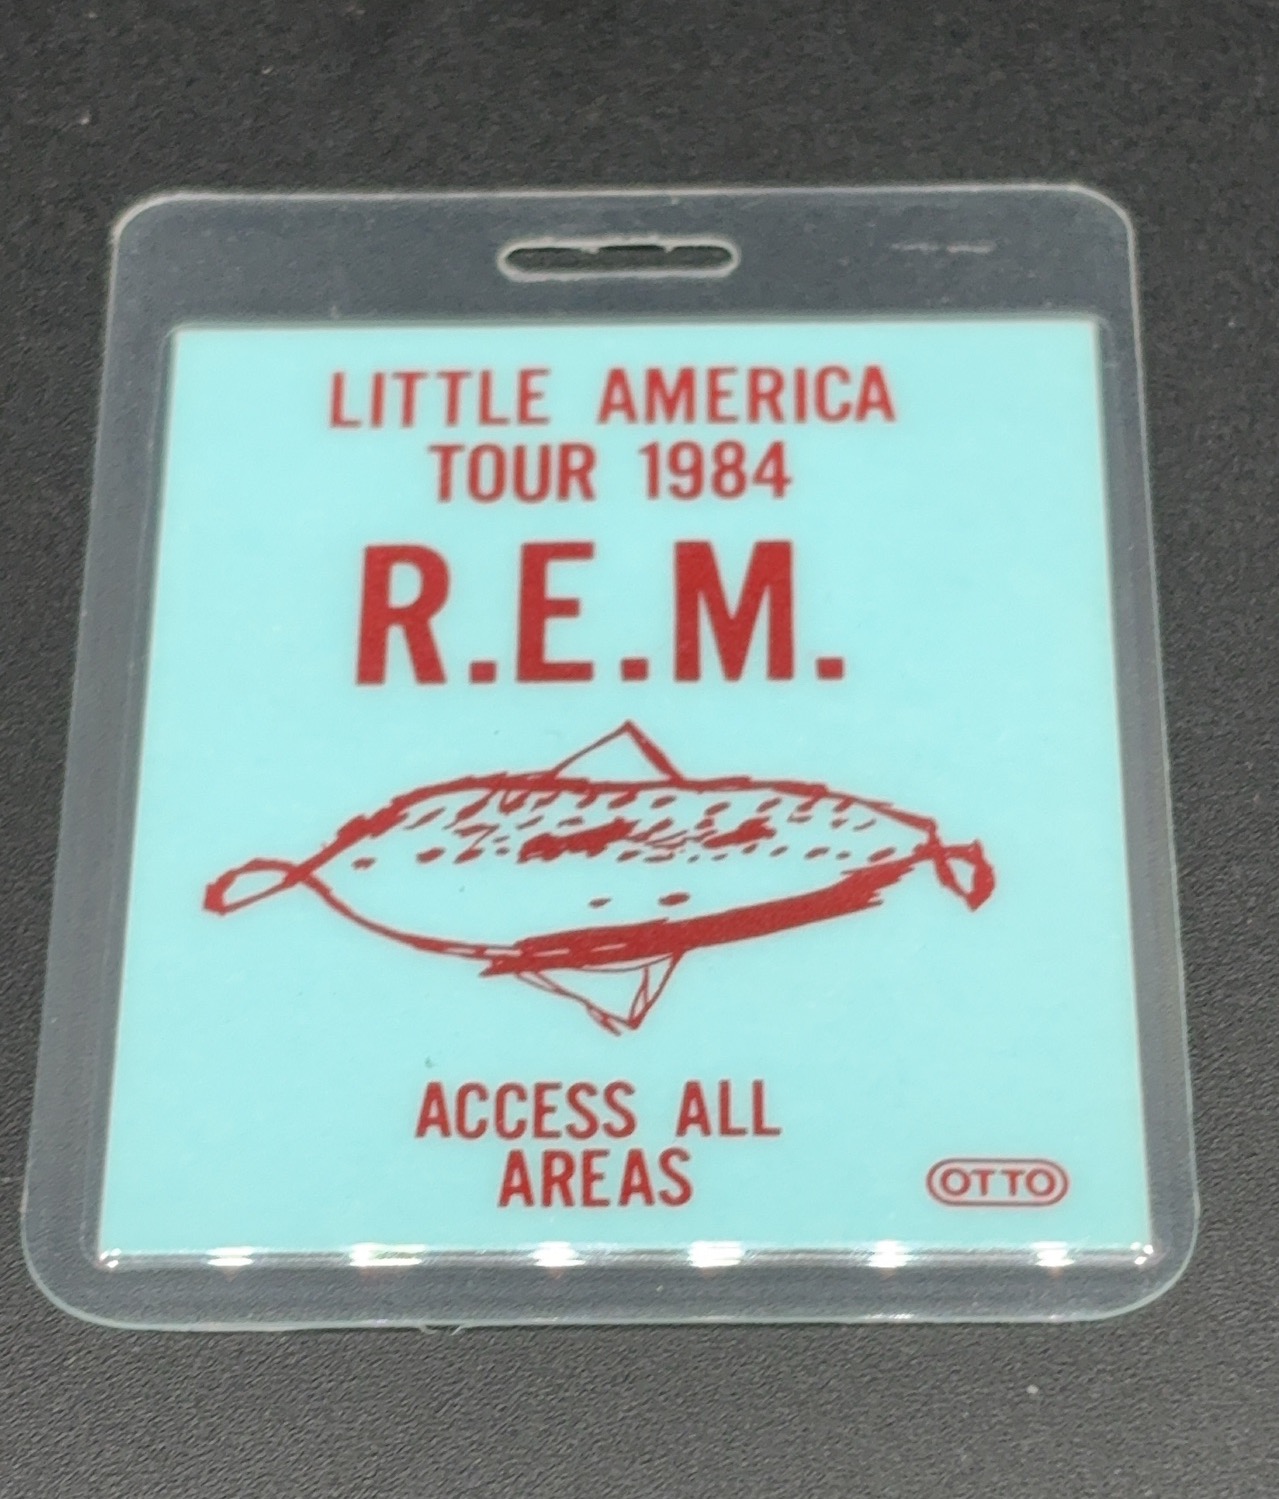 LITTLE AMERICA
TOUR 1984
R.E.M.
ACCESS ALL
AREAS
OTTO